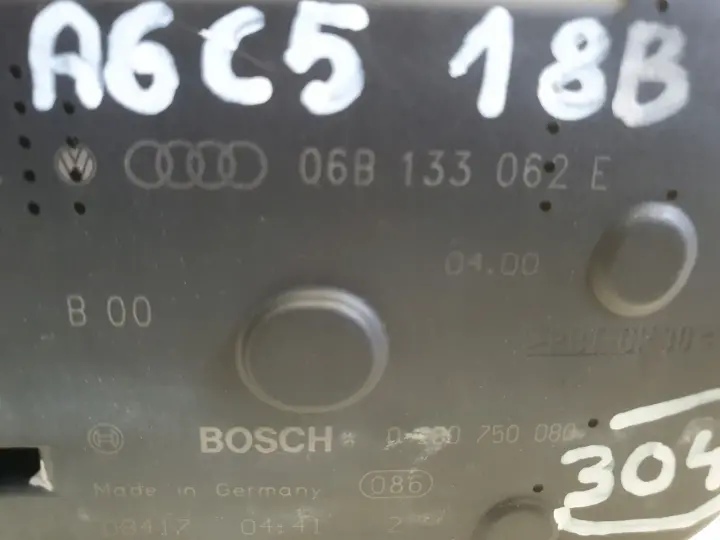 A6C5 18B
06B 133 062 E
04.00
B 00
BOSCH 750 080
304
Made in Germany 086
04:41